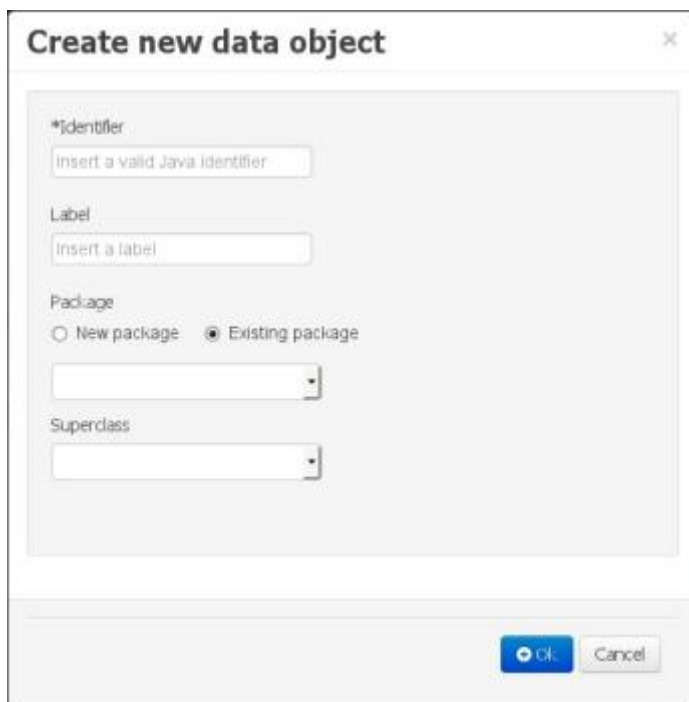 Create new data object
×
*Identifier
Insert a valid Java identifier
Label
Insert a label
Package
New package Existing package
Superclass
Ok Cancel